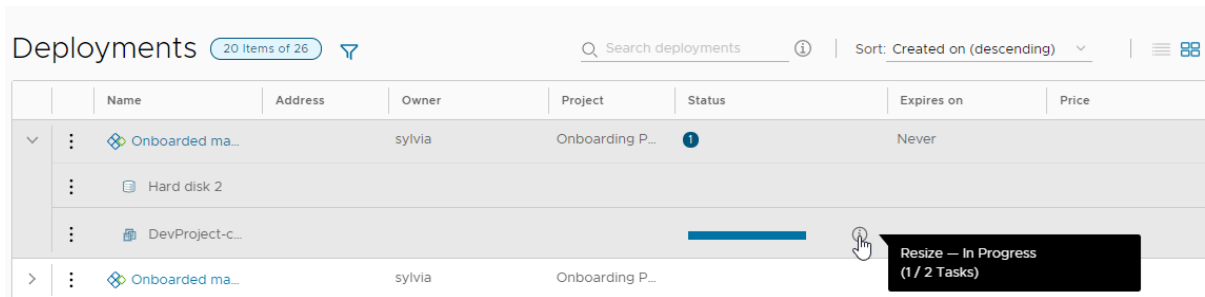 Deployments 20 Items of 26 Search deployments Sort: Created on (descending)
Name Address Owner Project Status Expires on Price
Onboarded ma... sylvia Onboarding P... 1 Never
Hard disk 2
DevProject-c...
Resize — In Progress
(1 / 2 Tasks)
Onboarded ma... sylvia Onboarding P...